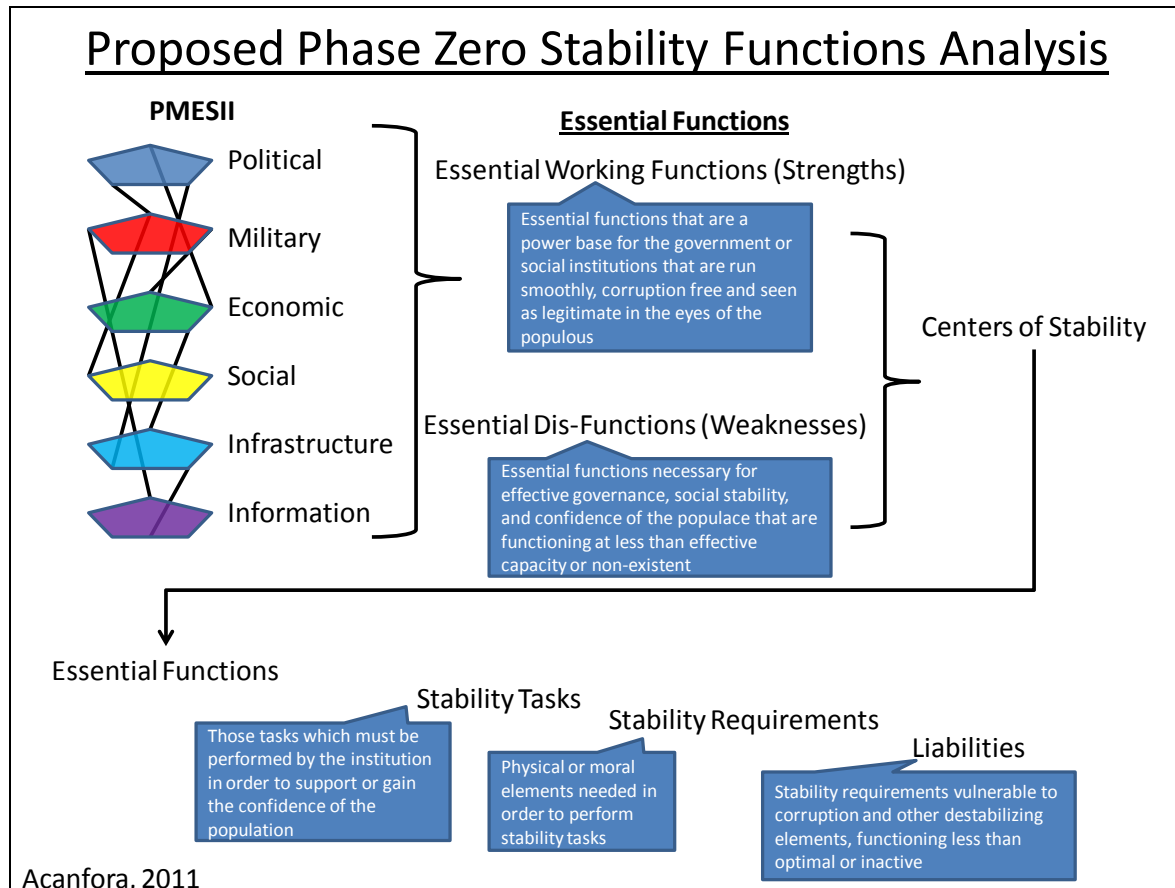 Proposed Phase Zero Stability Functions Analysis
PMESII
Political
Military
Economic
Social
Infrastructure
Information
Essential Functions
Essential Working Functions (Strengths)
Essential functions that are a
power base for the government or
social institutions that are run
smoothly, corruption free and seen
as legitimate in the eyes of the
populous
Essential Dis-Functions (Weaknesses)
Essential functions necessary for
effective governance, social stability,
and confidence of the populace that are
functioning at less than effective
capacity or non-existent
Centers of Stability
Essential Functions
Stability Tasks
Those tasks which must be
performed by the institution
in order to support or gain
the confidence of the
population
Stability Requirements
Physical or moral
elements needed in
order to perform
stability tasks
Liabilities
Stability requirements vulnerable to
corruption and other destabilizing
elements, functioning less than
optimal or inactive
Acanfora, 2011